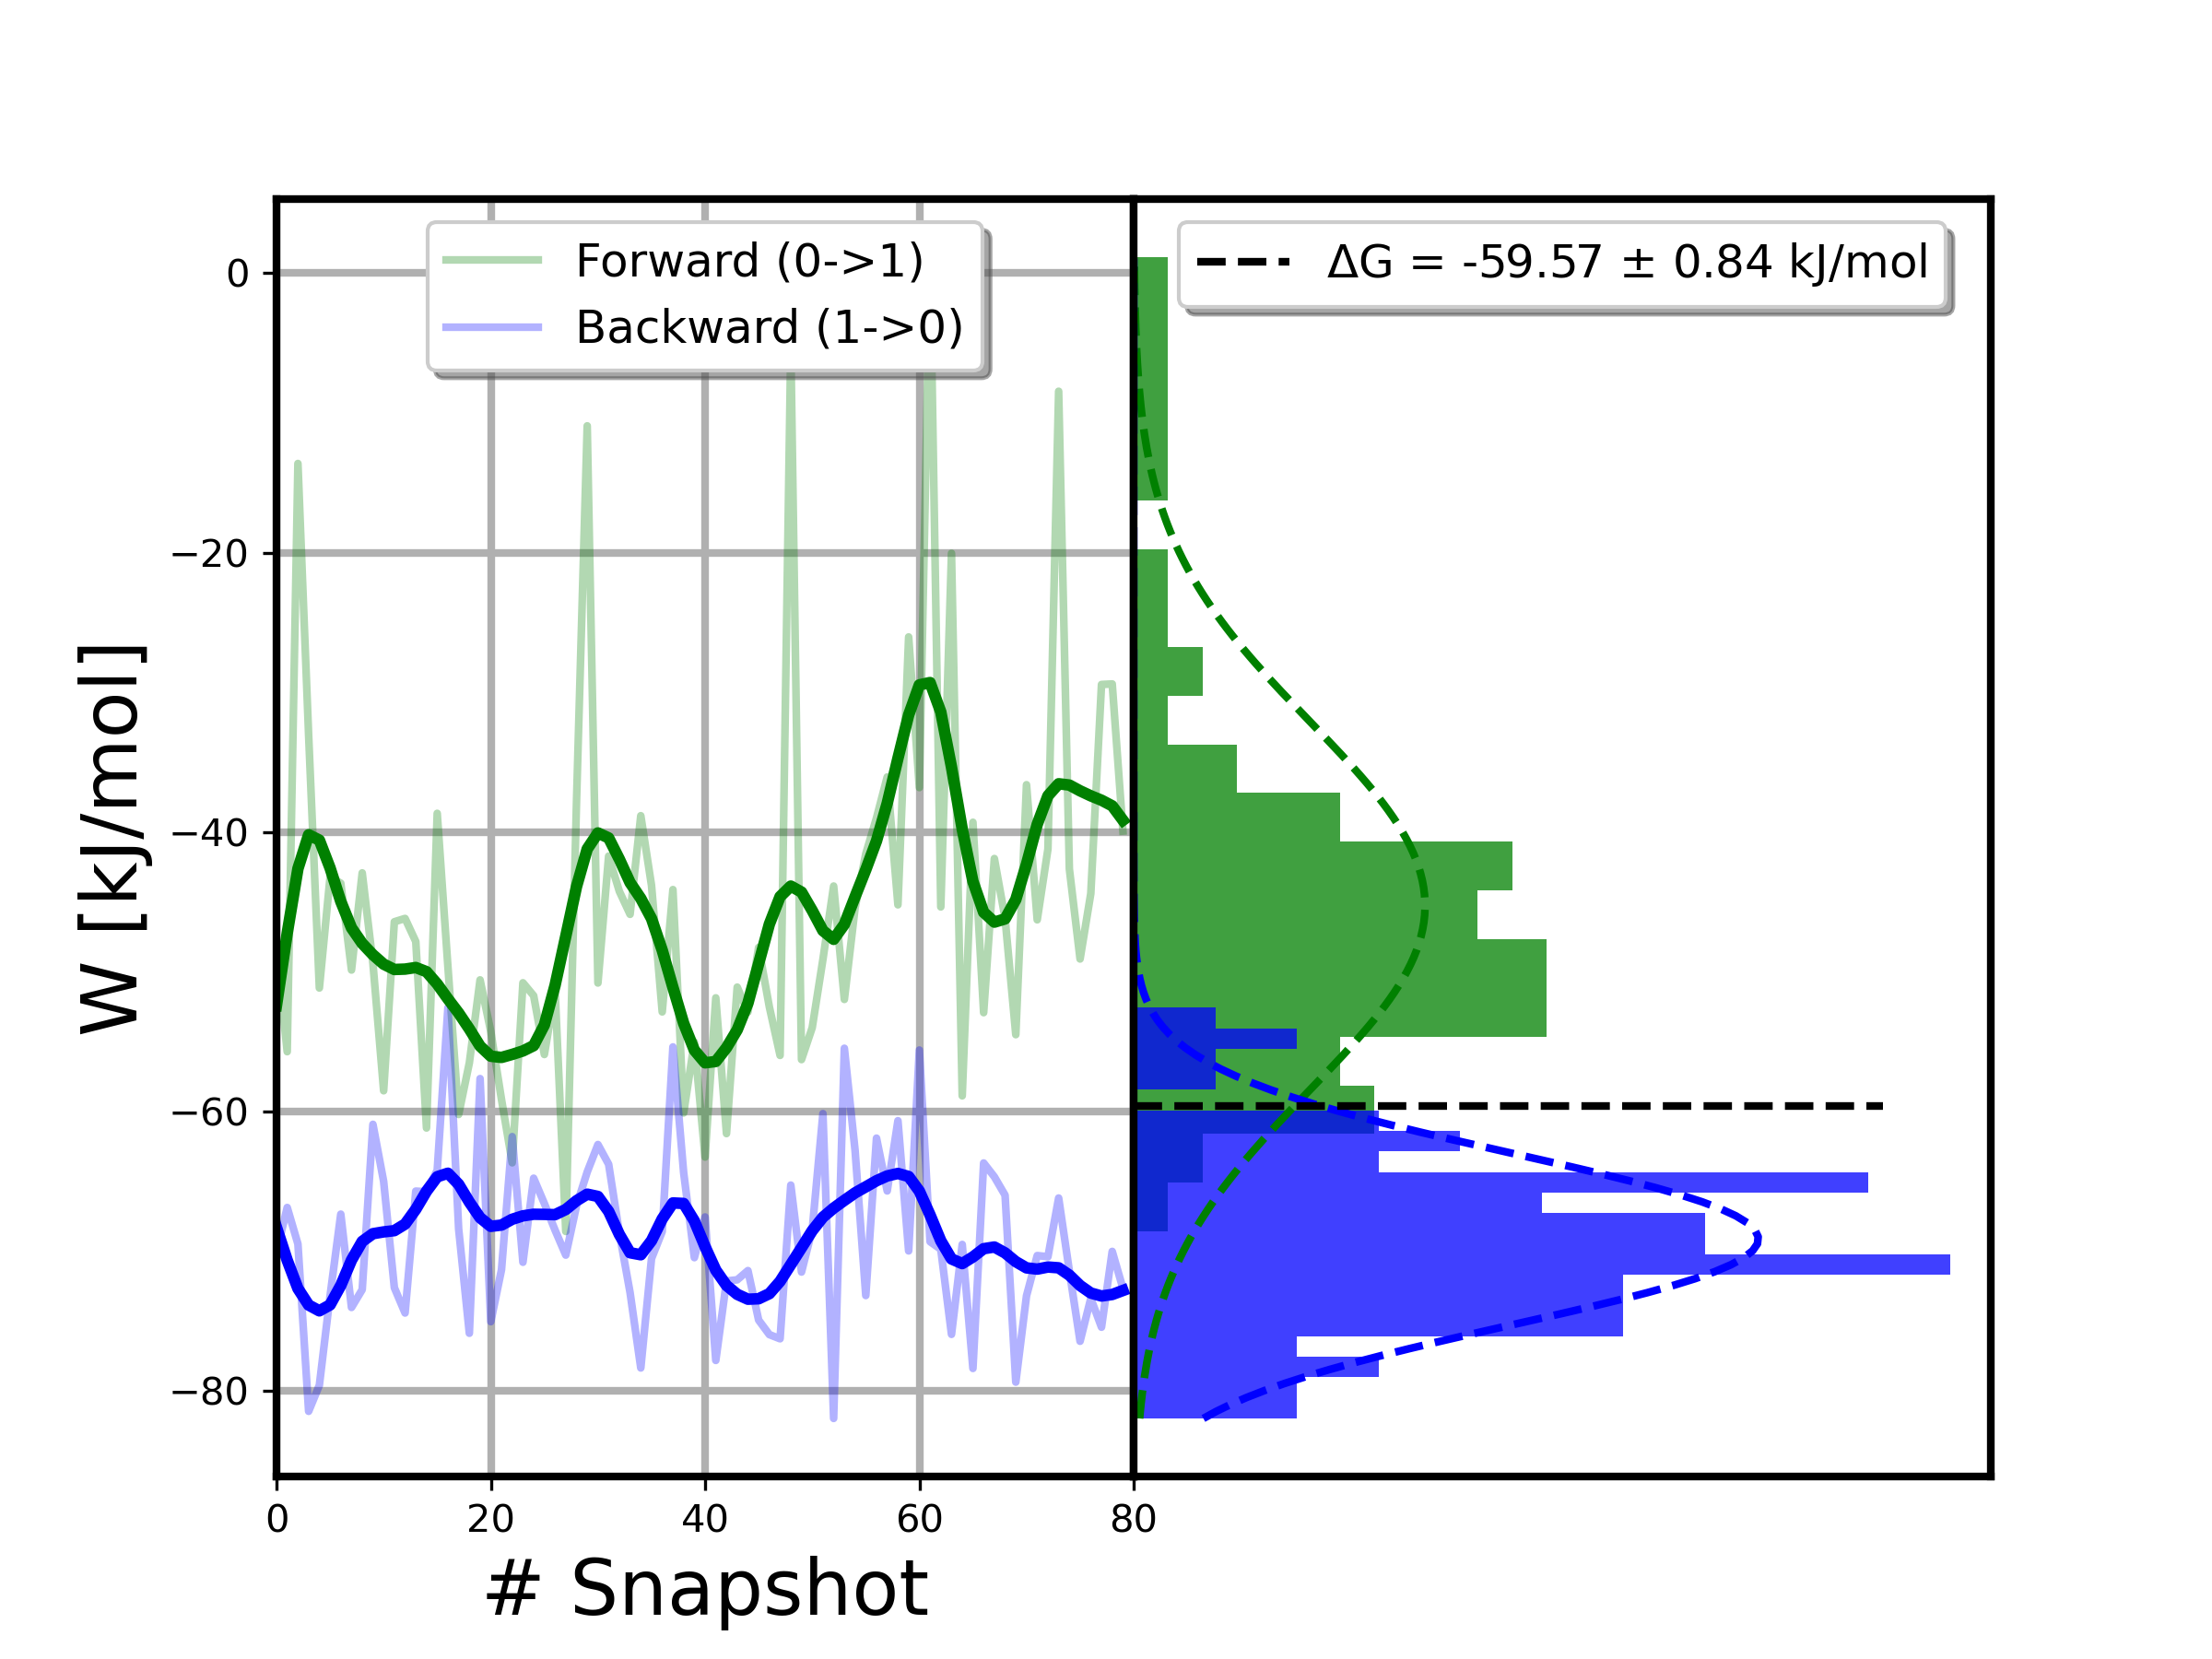 Forward (0->1)
Backward (1->0)
ΔG = -59.57 ± 0.84 kJ/mol
W [kJ/mol]
0
−20
−40
−60
−80
0 20 40 60 80
# Snapshot